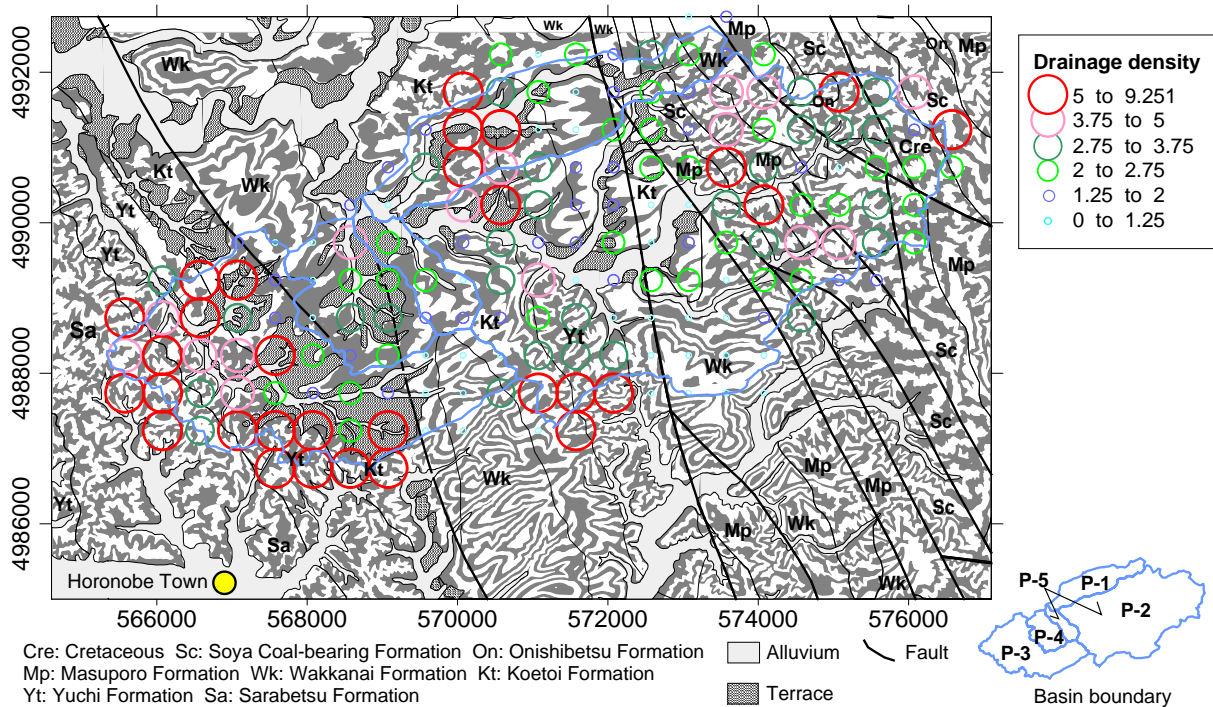 4992000
4990000
4988000
4986000
566000 568000 570000 572000 574000 576000
Wk Wk Wk Mp Sc On Mp
Wk Kt Sc On Sc
Kt Wk Cre
Yt Kt Mp Mp
Yt Sc Mp
Sa Kt Yt Wk Sc
Sc
Yt Kt Wk Mp Sc
Mp
Yt Sa Mp Wk Sc
Wk
Horonobe Town
Drainage density
5 to 9.251
3.75 to 5
2.75 to 3.75
2 to 2.75
1.25 to 2
0 to 1.25
Cre: Cretaceous Sc: Soya Coal-bearing Formation On: Onishibetsu Formation
Mp: Masuporo Formation Wk: Wakkanai Formation Kt: Koetoi Formation
Yt: Yuchi Formation Sa: Sarabetsu Formation
Alluvium
Fault
Terrace
P-5 P-1
P-2
P-4
P-3
Basin boundary